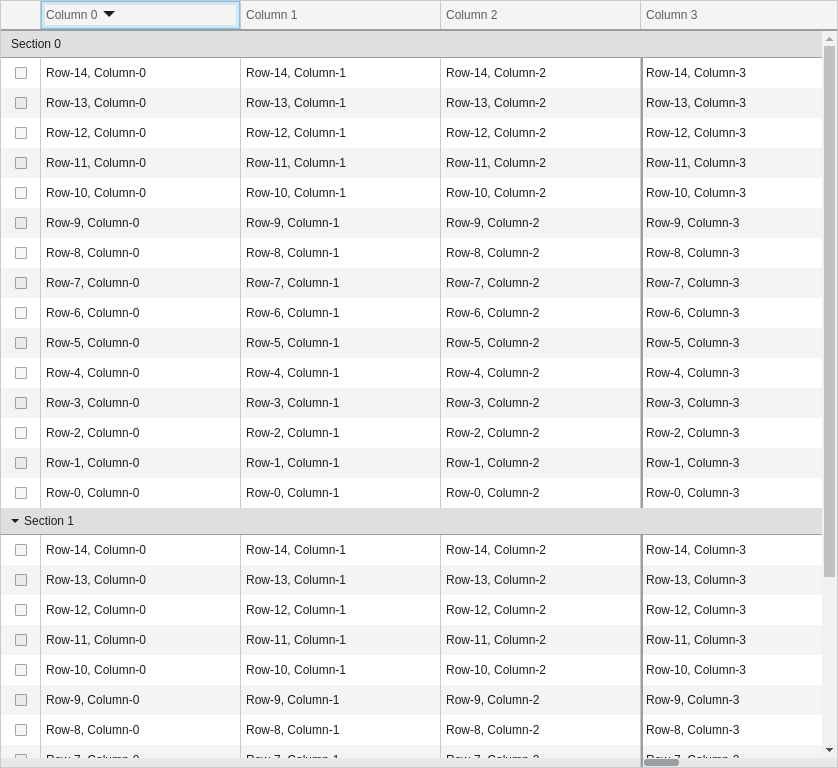 Column 0 Column 1 Column 2 Column 3
Section 0
Row-14, Column-0 Row-14, Column-1 Row-14, Column-2 Row-14, Column-3
Row-13, Column-0 Row-13, Column-1 Row-13, Column-2 Row-13, Column-3
Row-12, Column-0 Row-12, Column-1 Row-12, Column-2 Row-12, Column-3
Row-11, Column-0 Row-11, Column-1 Row-11, Column-2 Row-11, Column-3
Row-10, Column-0 Row-10, Column-1 Row-10, Column-2 Row-10, Column-3
Row-9, Column-0 Row-9, Column-1 Row-9, Column-2 Row-9, Column-3
Row-8, Column-0 Row-8, Column-1 Row-8, Column-2 Row-8, Column-3
Row-7, Column-0 Row-7, Column-1 Row-7, Column-2 Row-7, Column-3
Row-6, Column-0 Row-6, Column-1 Row-6, Column-2 Row-6, Column-3
Row-5, Column-0 Row-5, Column-1 Row-5, Column-2 Row-5, Column-3
Row-4, Column-0 Row-4, Column-1 Row-4, Column-2 Row-4, Column-3
Row-3, Column-0 Row-3, Column-1 Row-3, Column-2 Row-3, Column-3
Row-2, Column-0 Row-2, Column-1 Row-2, Column-2 Row-2, Column-3
Row-1, Column-0 Row-1, Column-1 Row-1, Column-2 Row-1, Column-3
Row-0, Column-0 Row-0, Column-1 Row-0, Column-2 Row-0, Column-3
Section 1
Row-14, Column-0 Row-14, Column-1 Row-14, Column-2 Row-14, Column-3
Row-13, Column-0 Row-13, Column-1 Row-13, Column-2 Row-13, Column-3
Row-12, Column-0 Row-12, Column-1 Row-12, Column-2 Row-12, Column-3
Row-11, Column-0 Row-11, Column-1 Row-11, Column-2 Row-11, Column-3
Row-10, Column-0 Row-10, Column-1 Row-10, Column-2 Row-10, Column-3
Row-9, Column-0 Row-9, Column-1 Row-9, Column-2 Row-9, Column-3
Row-8, Column-0 Row-8, Column-1 Row-8, Column-2 Row-8, Column-3